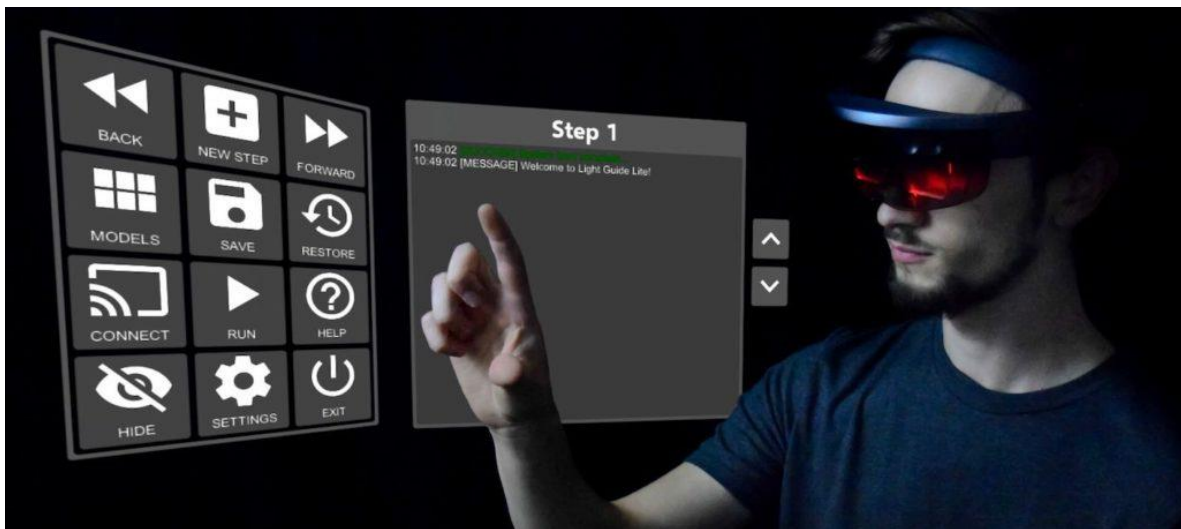 BACK
NEW STEP
FORWARD
MODELS
SAVE
RESTORE
CONNECT
RUN
HELP
HIDE
SETTINGS
EXIT
Step 1
10:49:02
10:49:02 [MESSAGE] Welcome to Light Guide Lite!